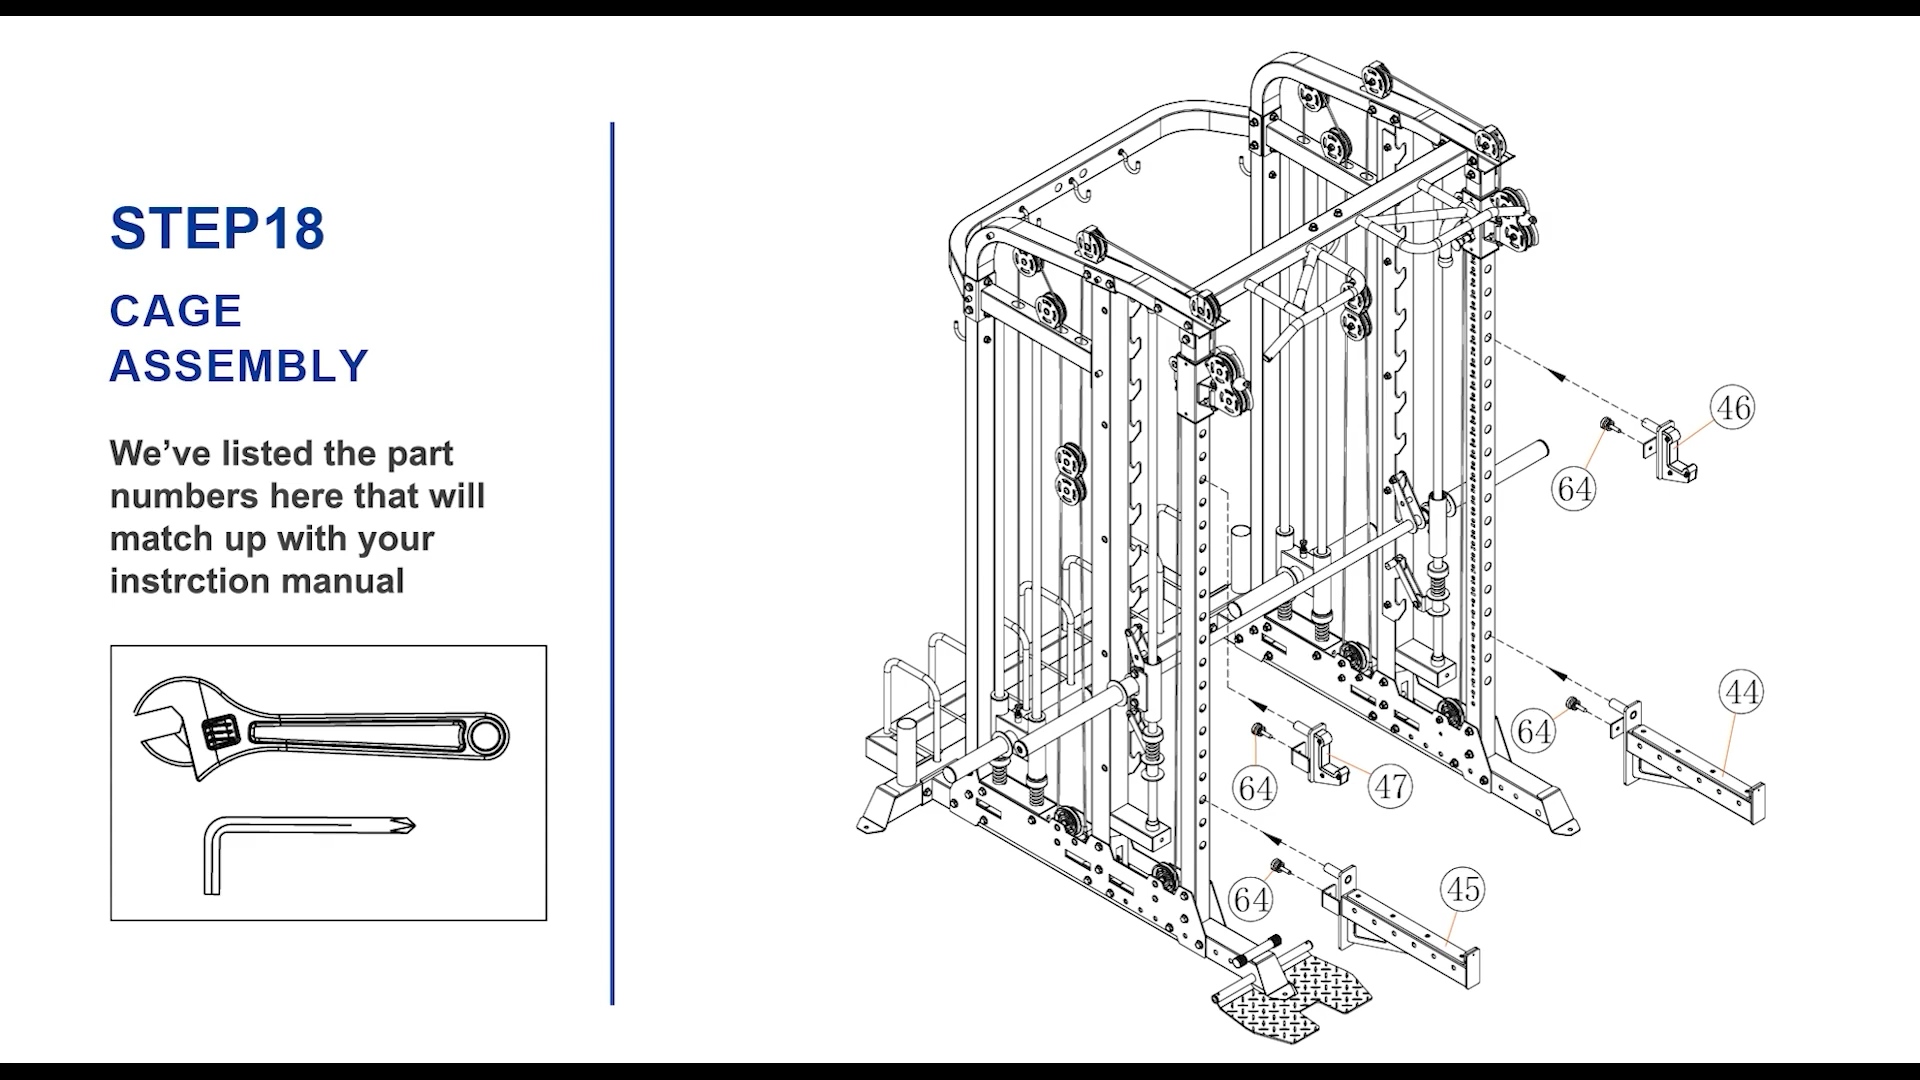 STEP18
CAGE
ASSEMBLY
We’ve listed the part
numbers here that will
match up with your
instrction manual
46
64
44
64
64
47
64
45